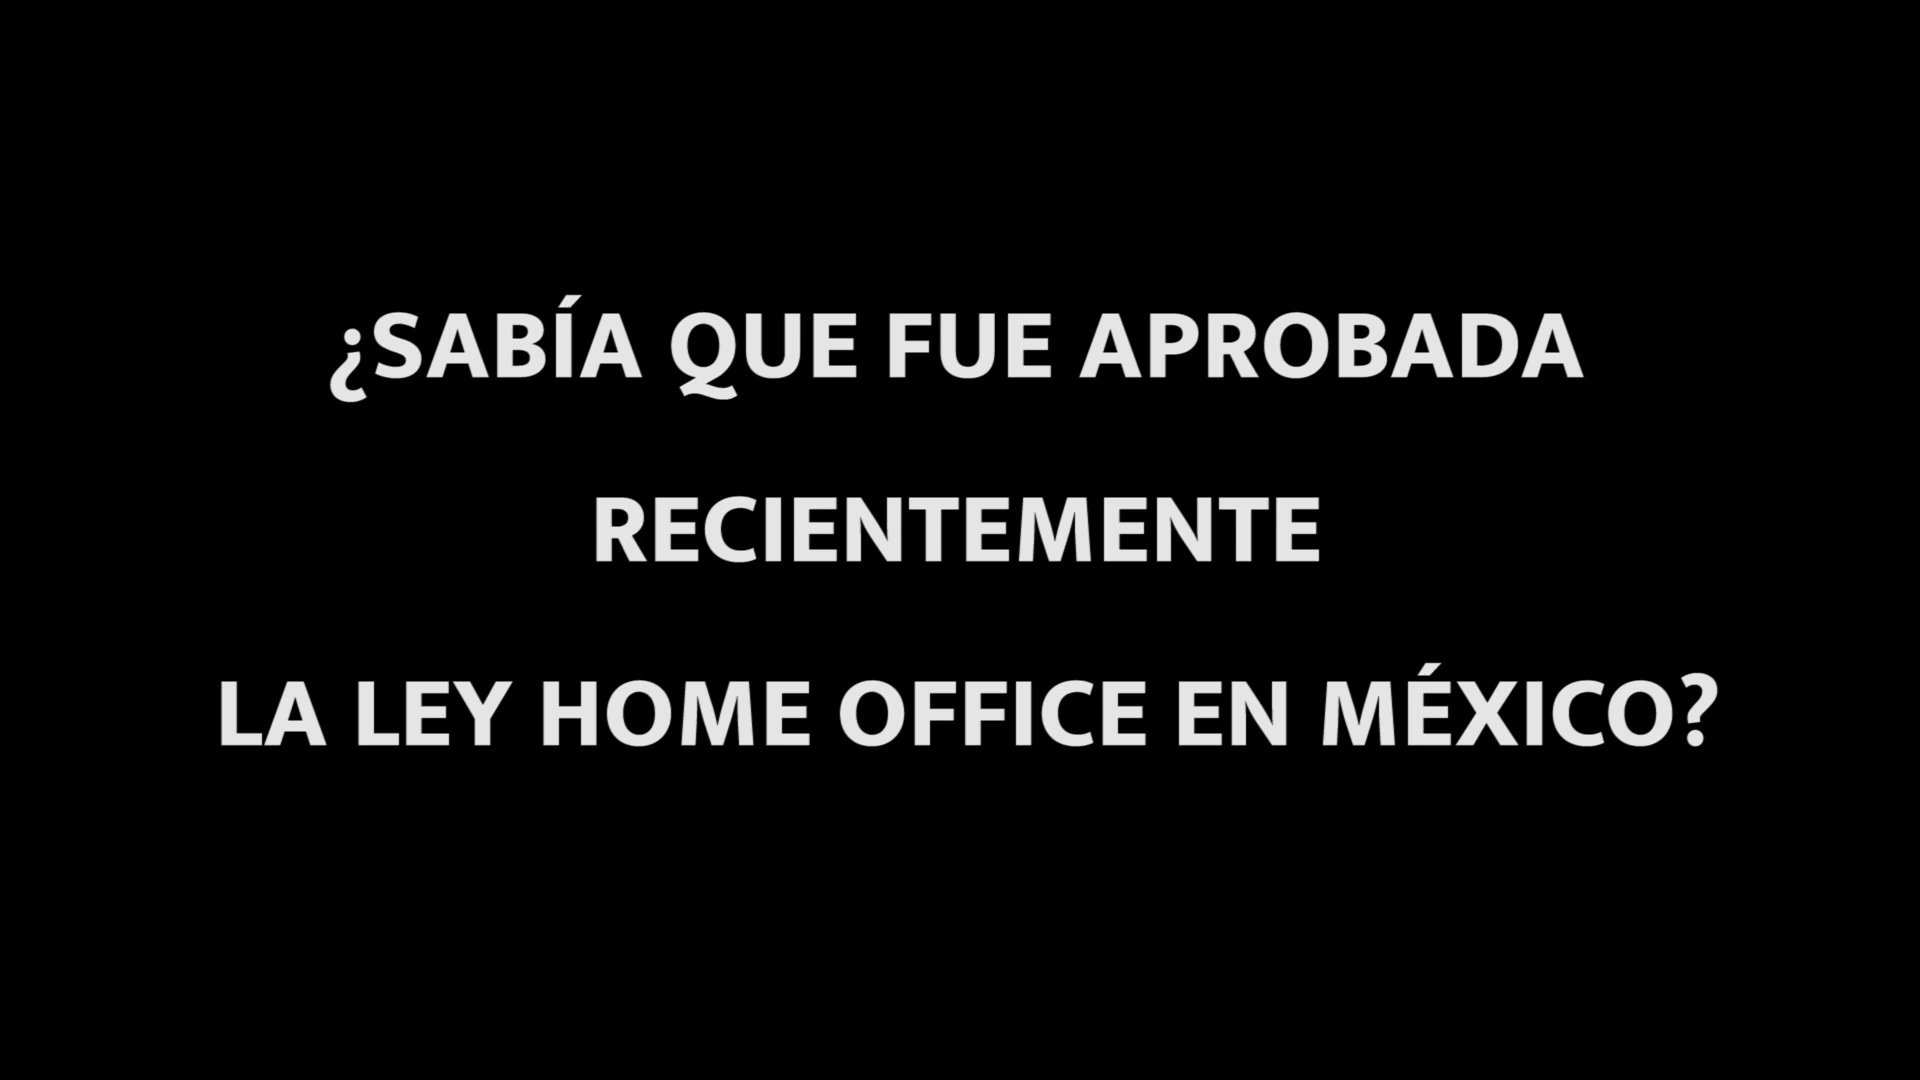 ¿SABÍA QUE FUE APROBADA
RECIENTEMENTE
LA LEY HOME OFFICE EN MÉXICO?